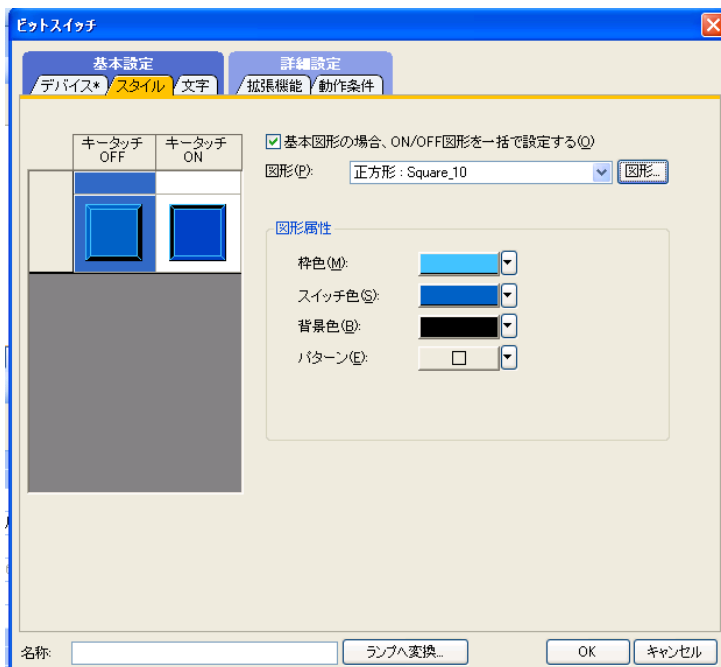 ビットスイッチ
基本設定
詳細設定
デバイス*
スタイル
文字
拡張機能
動作条件
キータッチ OFF
キータッチ ON
基本図形の場合、ON/OFF図形を一括で設定する(O)
図形(P):
正方形 : Square_10
図形...
図形属性
枠色(M):
スイッチ色(S):
背景色(B):
パターン(E):
名称:
ランプへ変換...
OK
キャンセル